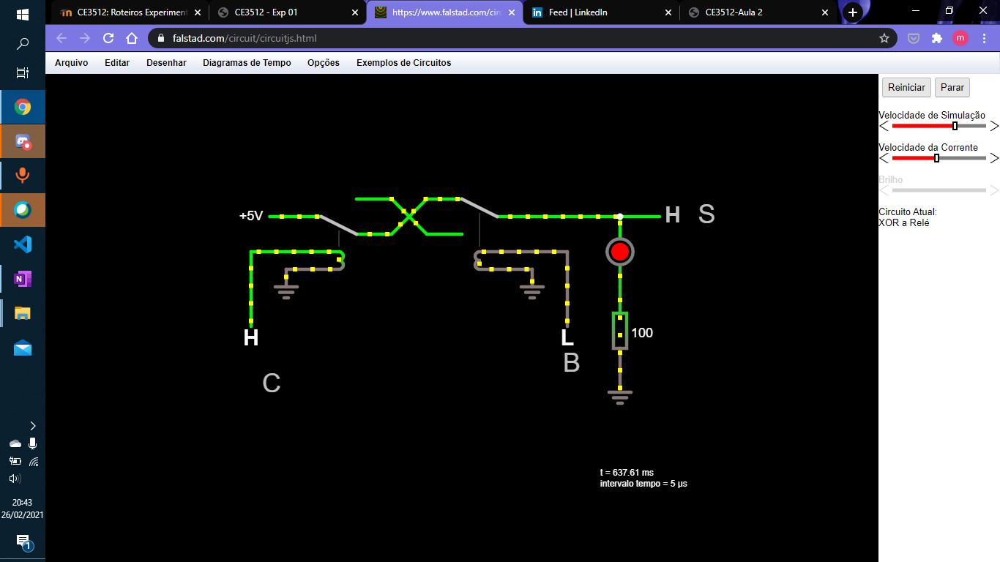 CE3512: Roteiros Experimen
CE3512 - Exp 01
https://www.falstad.com/cir
Feed | LinkedIn
CE3512-Aula 2
falstad.com/circuit/circuitjs.html
m
Arquivo Editar Desenhar Diagramas de Tempo Opções Exemplos de Circuitos
Reiniciar Parar
Velocidade de Simulação
Velocidade da Corrente
Brilho
Circuito Atual:
XOR a Relé
+5V
H S
H
L
100
B
C
t = 637.61 ms
intervalo tempo = 5 µs
20:43
26/02/2021
1